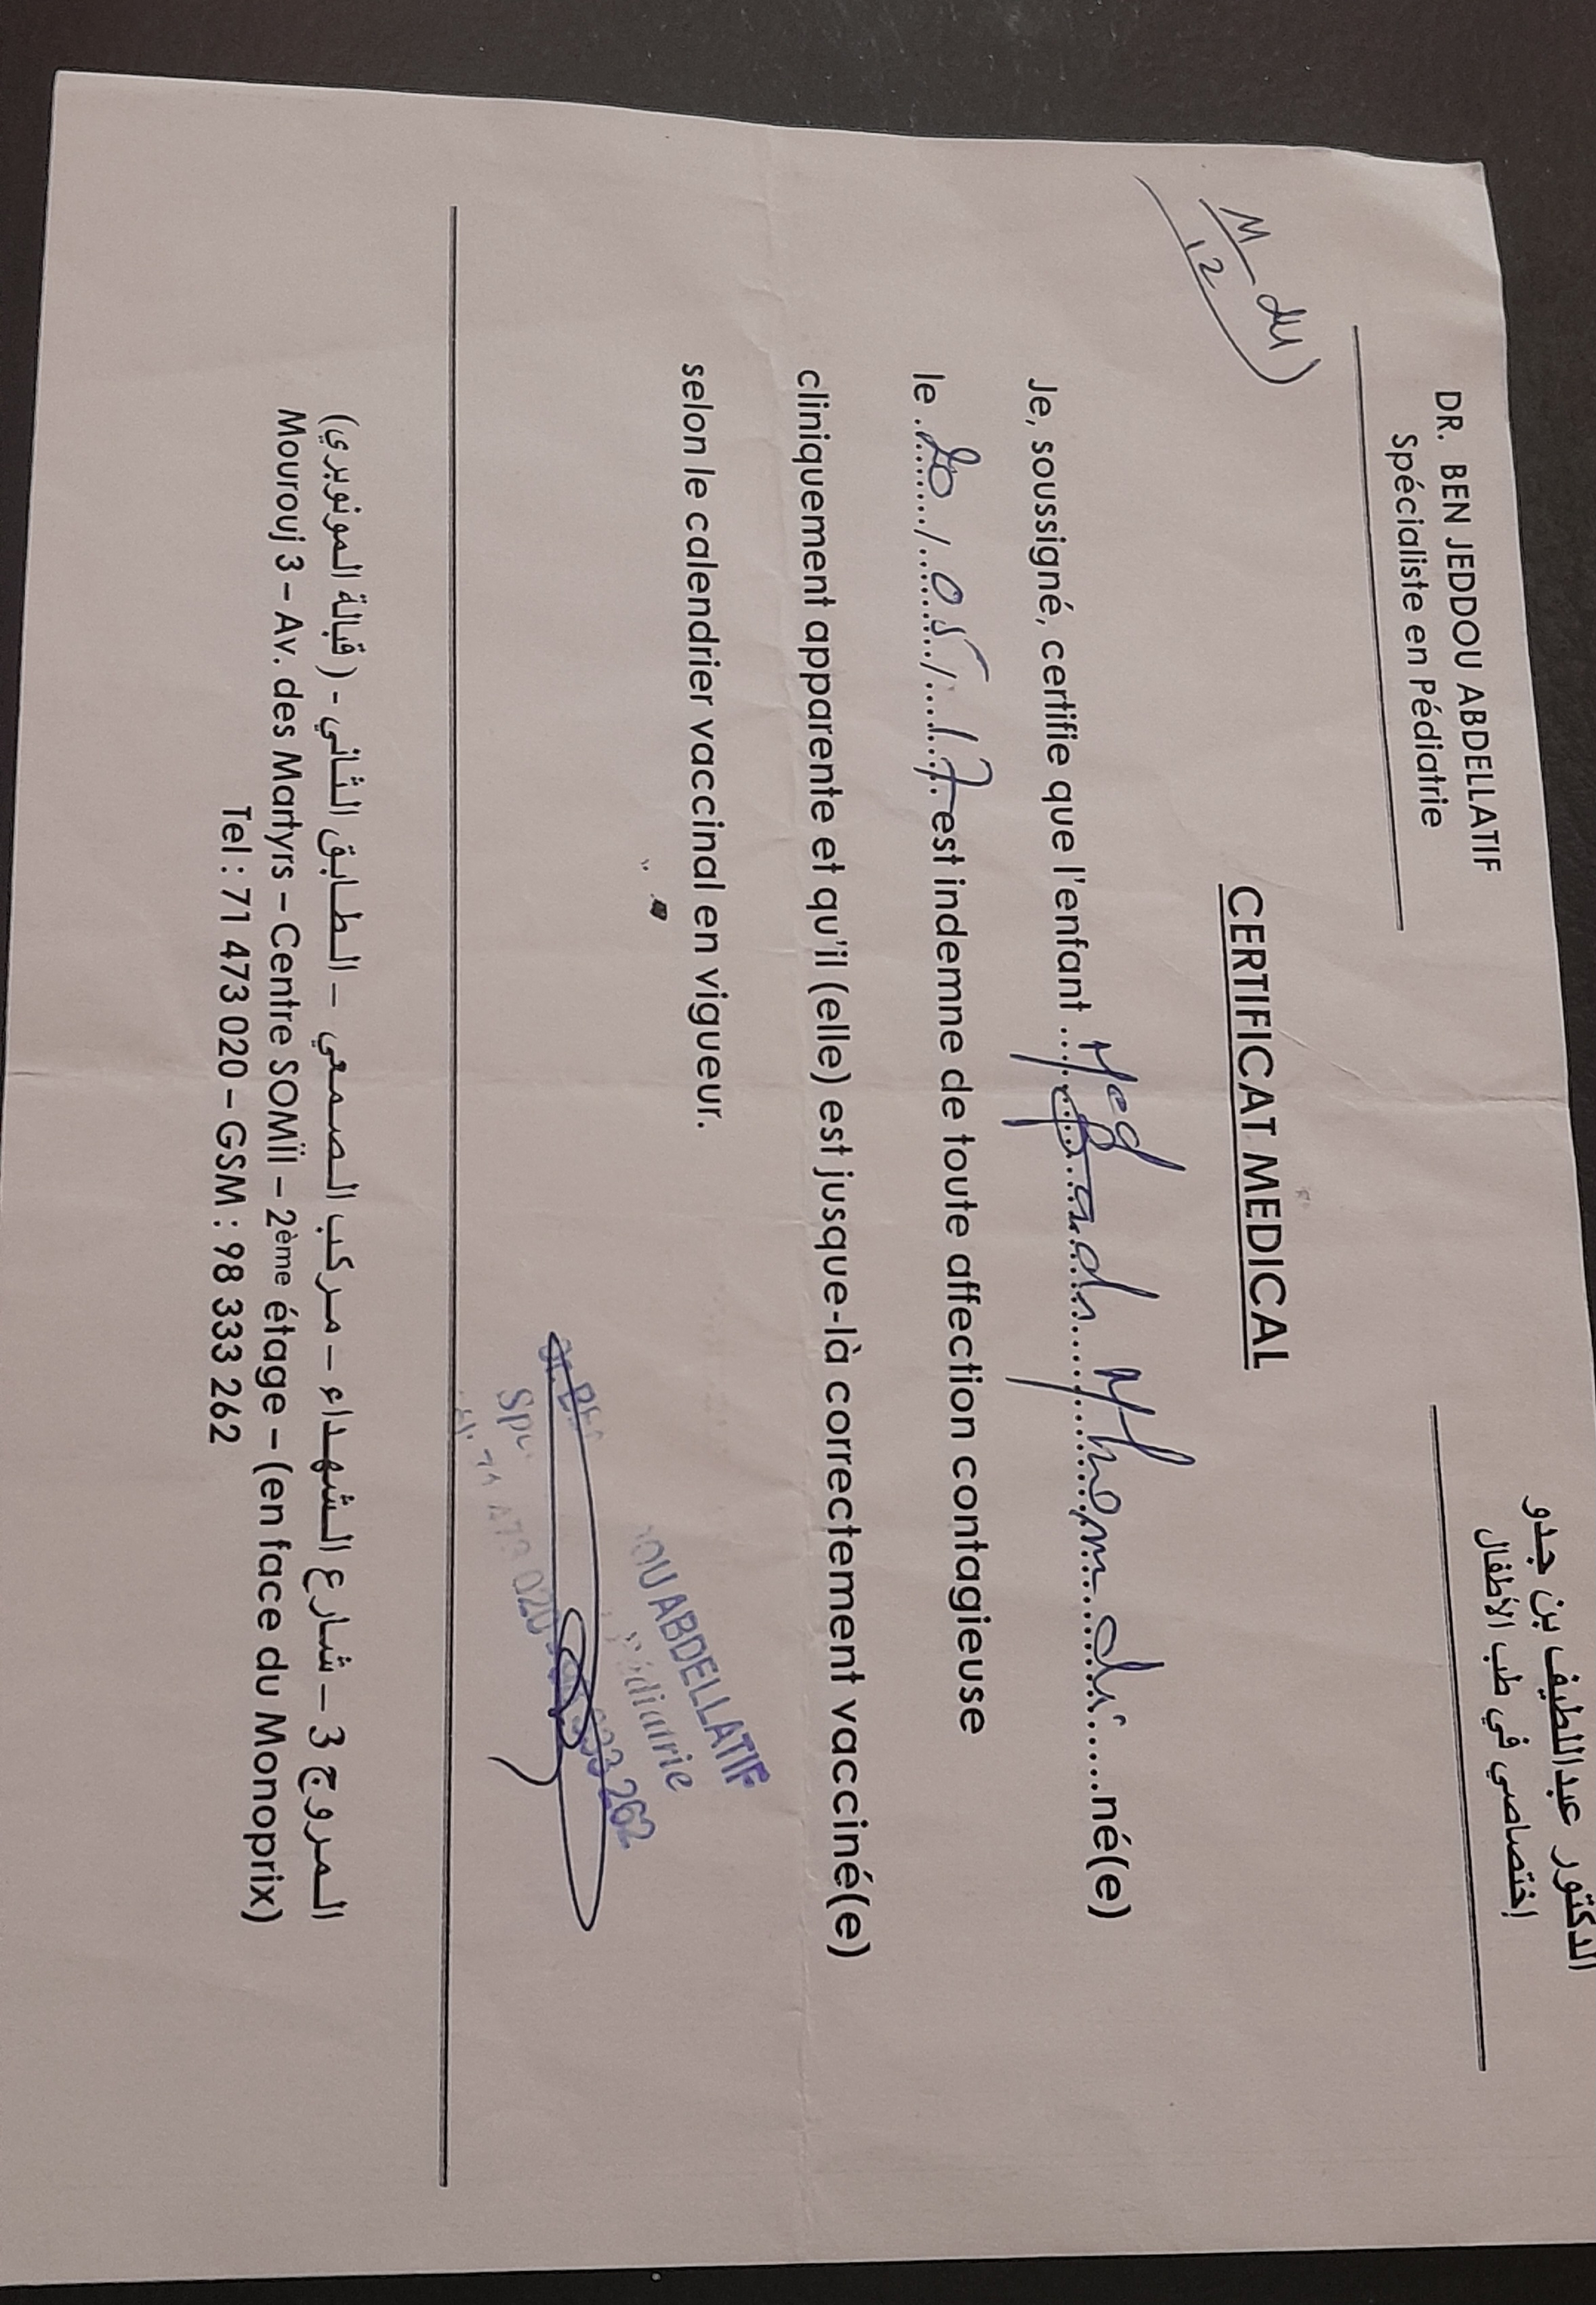 DR. BEN JEDDOU ABDELLATIF
Spécialiste en Pédiatrie
الدكتور عبداللطيف بن جدو
إختصاصي في طب الأطفال
CERTIFICAT MEDICAL
Je, soussigné, certifie que l'enfant Med né(e)
le 20/05/17 est indemne de toute affection contagieuse
cliniquement apparente et qu'il (elle) est jusque-là correctement vacciné(e)
selon le calendrier vaccinal en vigueur.
OU ABDELLATIF
المروج 3 – شارع الشهداء – مركب الصمعي – الطابق الثاني - ( قبالة المونوبري)
Mourouj 3 – Av. des Martyrs – Centre SOMII – 2ème étage – (en face du Monoprix)
Tel : 71 473 020 – GSM : 98 333 262